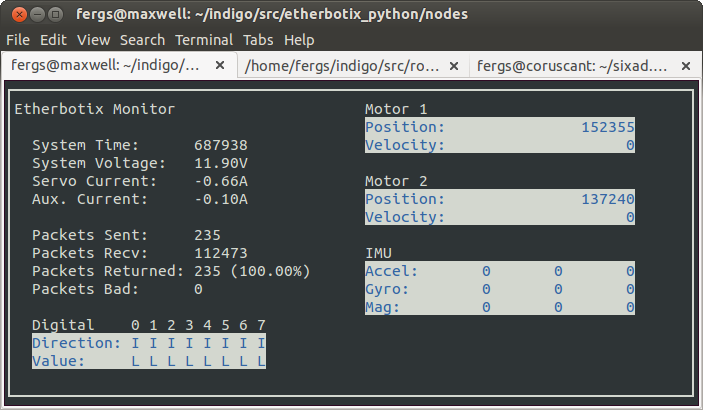 fergs@maxwell: ~/indigo/src/etherbotix_python/nodes
File Edit View Search Terminal Tabs Help
fergs@maxwell: ~/indigo/... × /home/fergs/indigo/src/ro... × fergs@coruscant: ~/sixad.... ×
Etherbotix Monitor
System Time: 687938
System Voltage: 11.90V
Servo Current: -0.66A
Aux. Current: -0.10A
Packets Sent: 235
Packets Recv: 112473
Packets Returned: 235 (100.00%)
Packets Bad: 0
Digital 0 1 2 3 4 5 6 7
Direction: I I I I I I I I
Value: L L L L L L L L
Motor 1
Position: 152355
Velocity: 0
Motor 2
Position: 137240
Velocity: 0
IMU
Accel: 0 0 0
Gyro: 0 0 0
Mag: 0 0 0